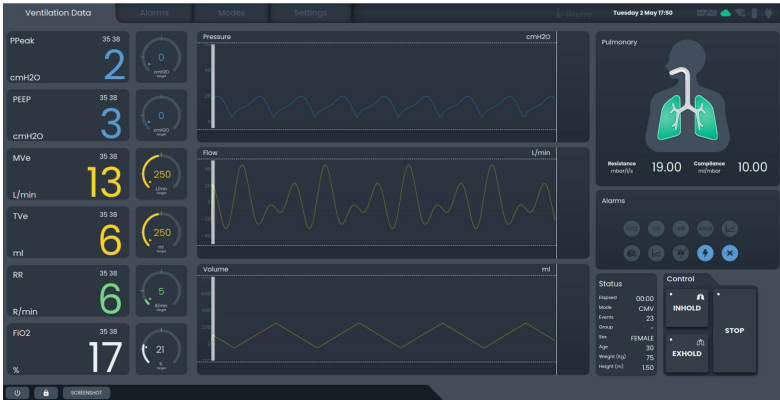 Ventilation Data
Alarms
Modes
Settings
Tuesday 2 May 17:50
PPeak 35 38
2
cmH2O
0
cmH2O
PEEP 35 38
3
cmH2O
0
cmH2O
MVe 35 38
13
L/min
250
L/min
TVe 35 38
6
ml
250
RR 35 38
6
R/min
5
FiO2 35 38
17
%
21
%
Pressure cmH2O
Flow L/min
Volume ml
Pulmonary
Resistance
mbar/l/s
19.00
Compliance
ml/mbar
10.00
Alarms
Status
Elapsed 00:00
Mode CMV
Events 23
Group -
Sex FEMALE
Age 30
Weight (Kg) 75
Height (m) 1.50
Control
INHOLD
EXHOLD
STOP
SCREENSHOT